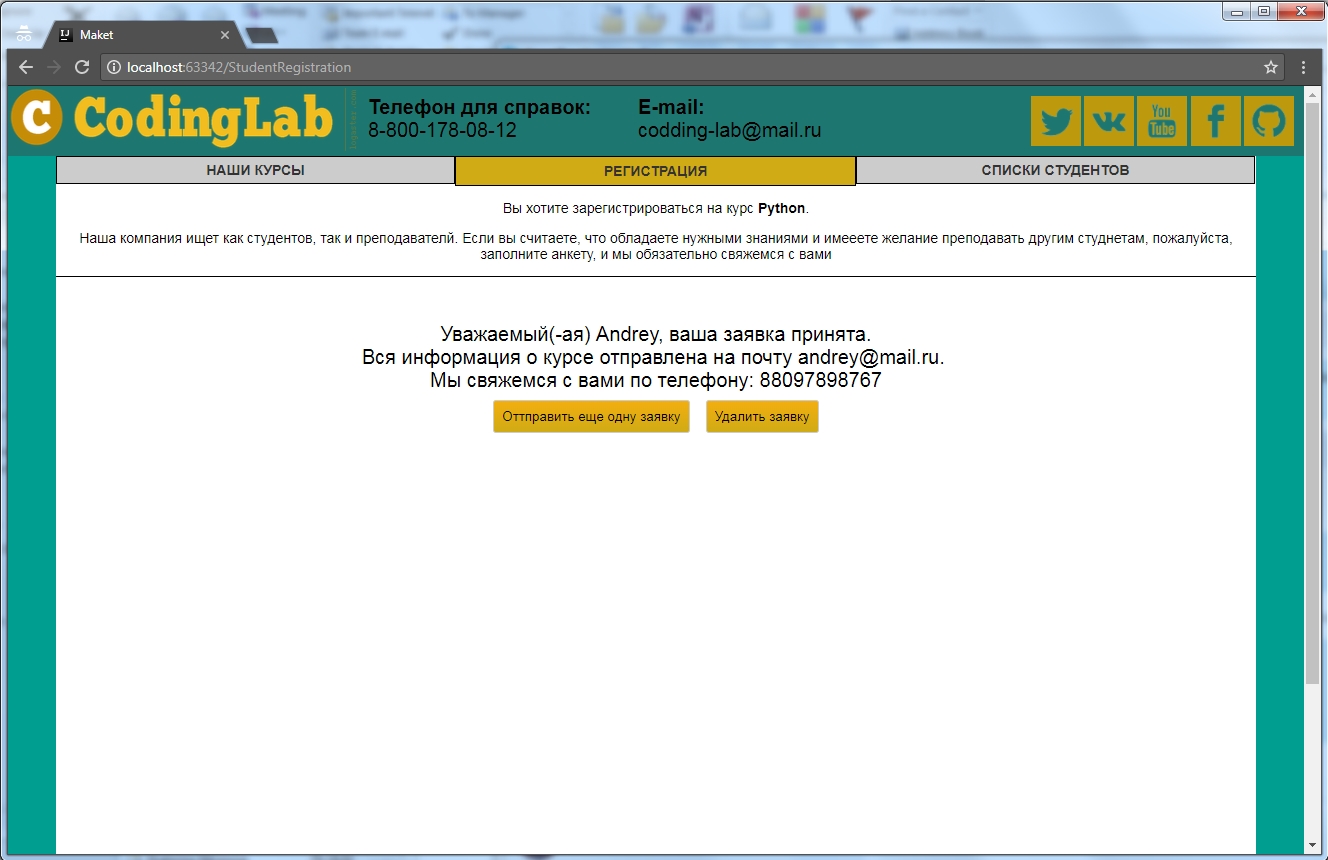 Maket
localhost:63342/StudentRegistration
C CodingLab
Телефон для справок:
8-800-178-08-12
E-mail:
codding-lab@mail.ru
You
Tube
НАШИ КУРСЫ
РЕГИСТРАЦИЯ
СПИСКИ СТУДЕНТОВ
Вы хотите зарегистрироваться на курс Python.
Наша компания ищет как студентов, так и преподавателй. Если вы считаете, что обладаете нужными знаниями и имееете желание преподавать другим студнетам, пожалуйста,
заполните анкету, и мы обязательно свяжемся с вами
Уважаемый(-ая) Andrey, ваша заявка принята.
Вся информация о курсе отправлена на почту andrey@mail.ru.
Мы свяжемся с вами по телефону: 88097898767
Оттправить еще одну заявку
Удалить заявку